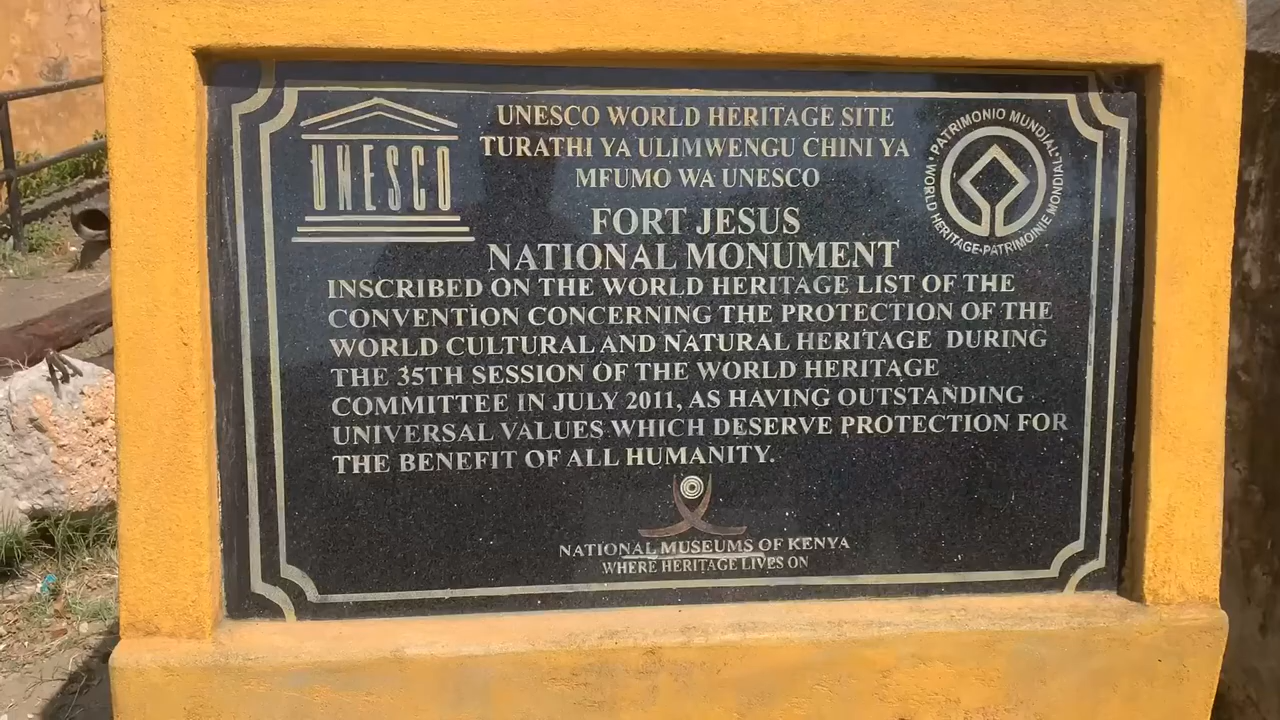 UNESCO
UNESCO WORLD HERITAGE SITE
TURATHI YA ULIMWENGU CHINI YA
MFUMO WA UNESCO
PATRIMONIO MUNDIAL • WORLD HERITAGE • PATRIMOINE MONDIAL •
FORT JESUS
NATIONAL MONUMENT
INSCRIBED ON THE WORLD HERITAGE LIST OF THE
CONVENTION CONCERNING THE PROTECTION OF THE
WORLD CULTURAL AND NATURAL HERITAGE DURING
THE 35TH SESSION OF THE WORLD HERITAGE
COMMITTEE IN JULY 2011, AS HAVING OUTSTANDING
UNIVERSAL VALUES WHICH DESERVE PROTECTION FOR
THE BENEFIT OF ALL HUMANITY.
NATIONAL MUSEUMS OF KENYA
WHERE HERITAGE LIVES ON